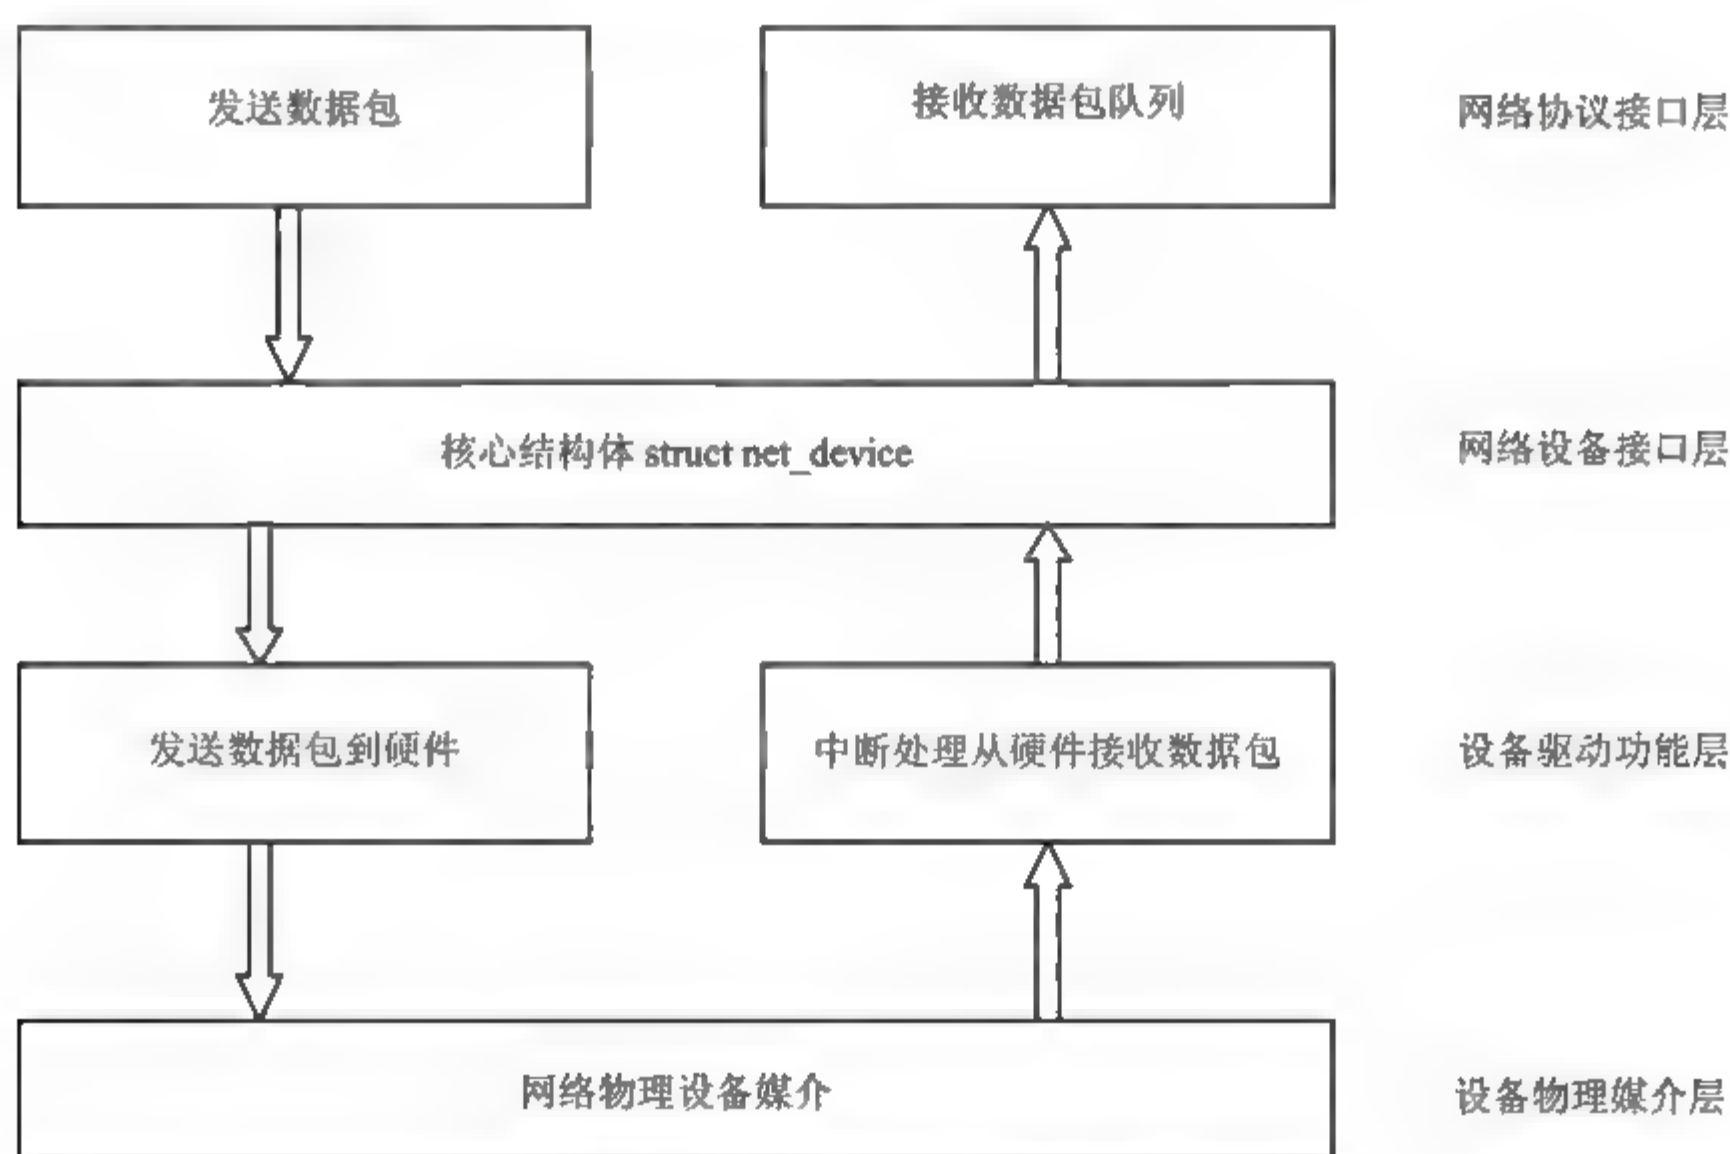 发送数据包
接收数据包队列
网络协议接口层
核心结构体 struct net_device
网络设备接口层
发送数据包到硬件
中断处理从硬件接收数据包
设备驱动功能层
网络物理设备媒介
设备物理媒介层